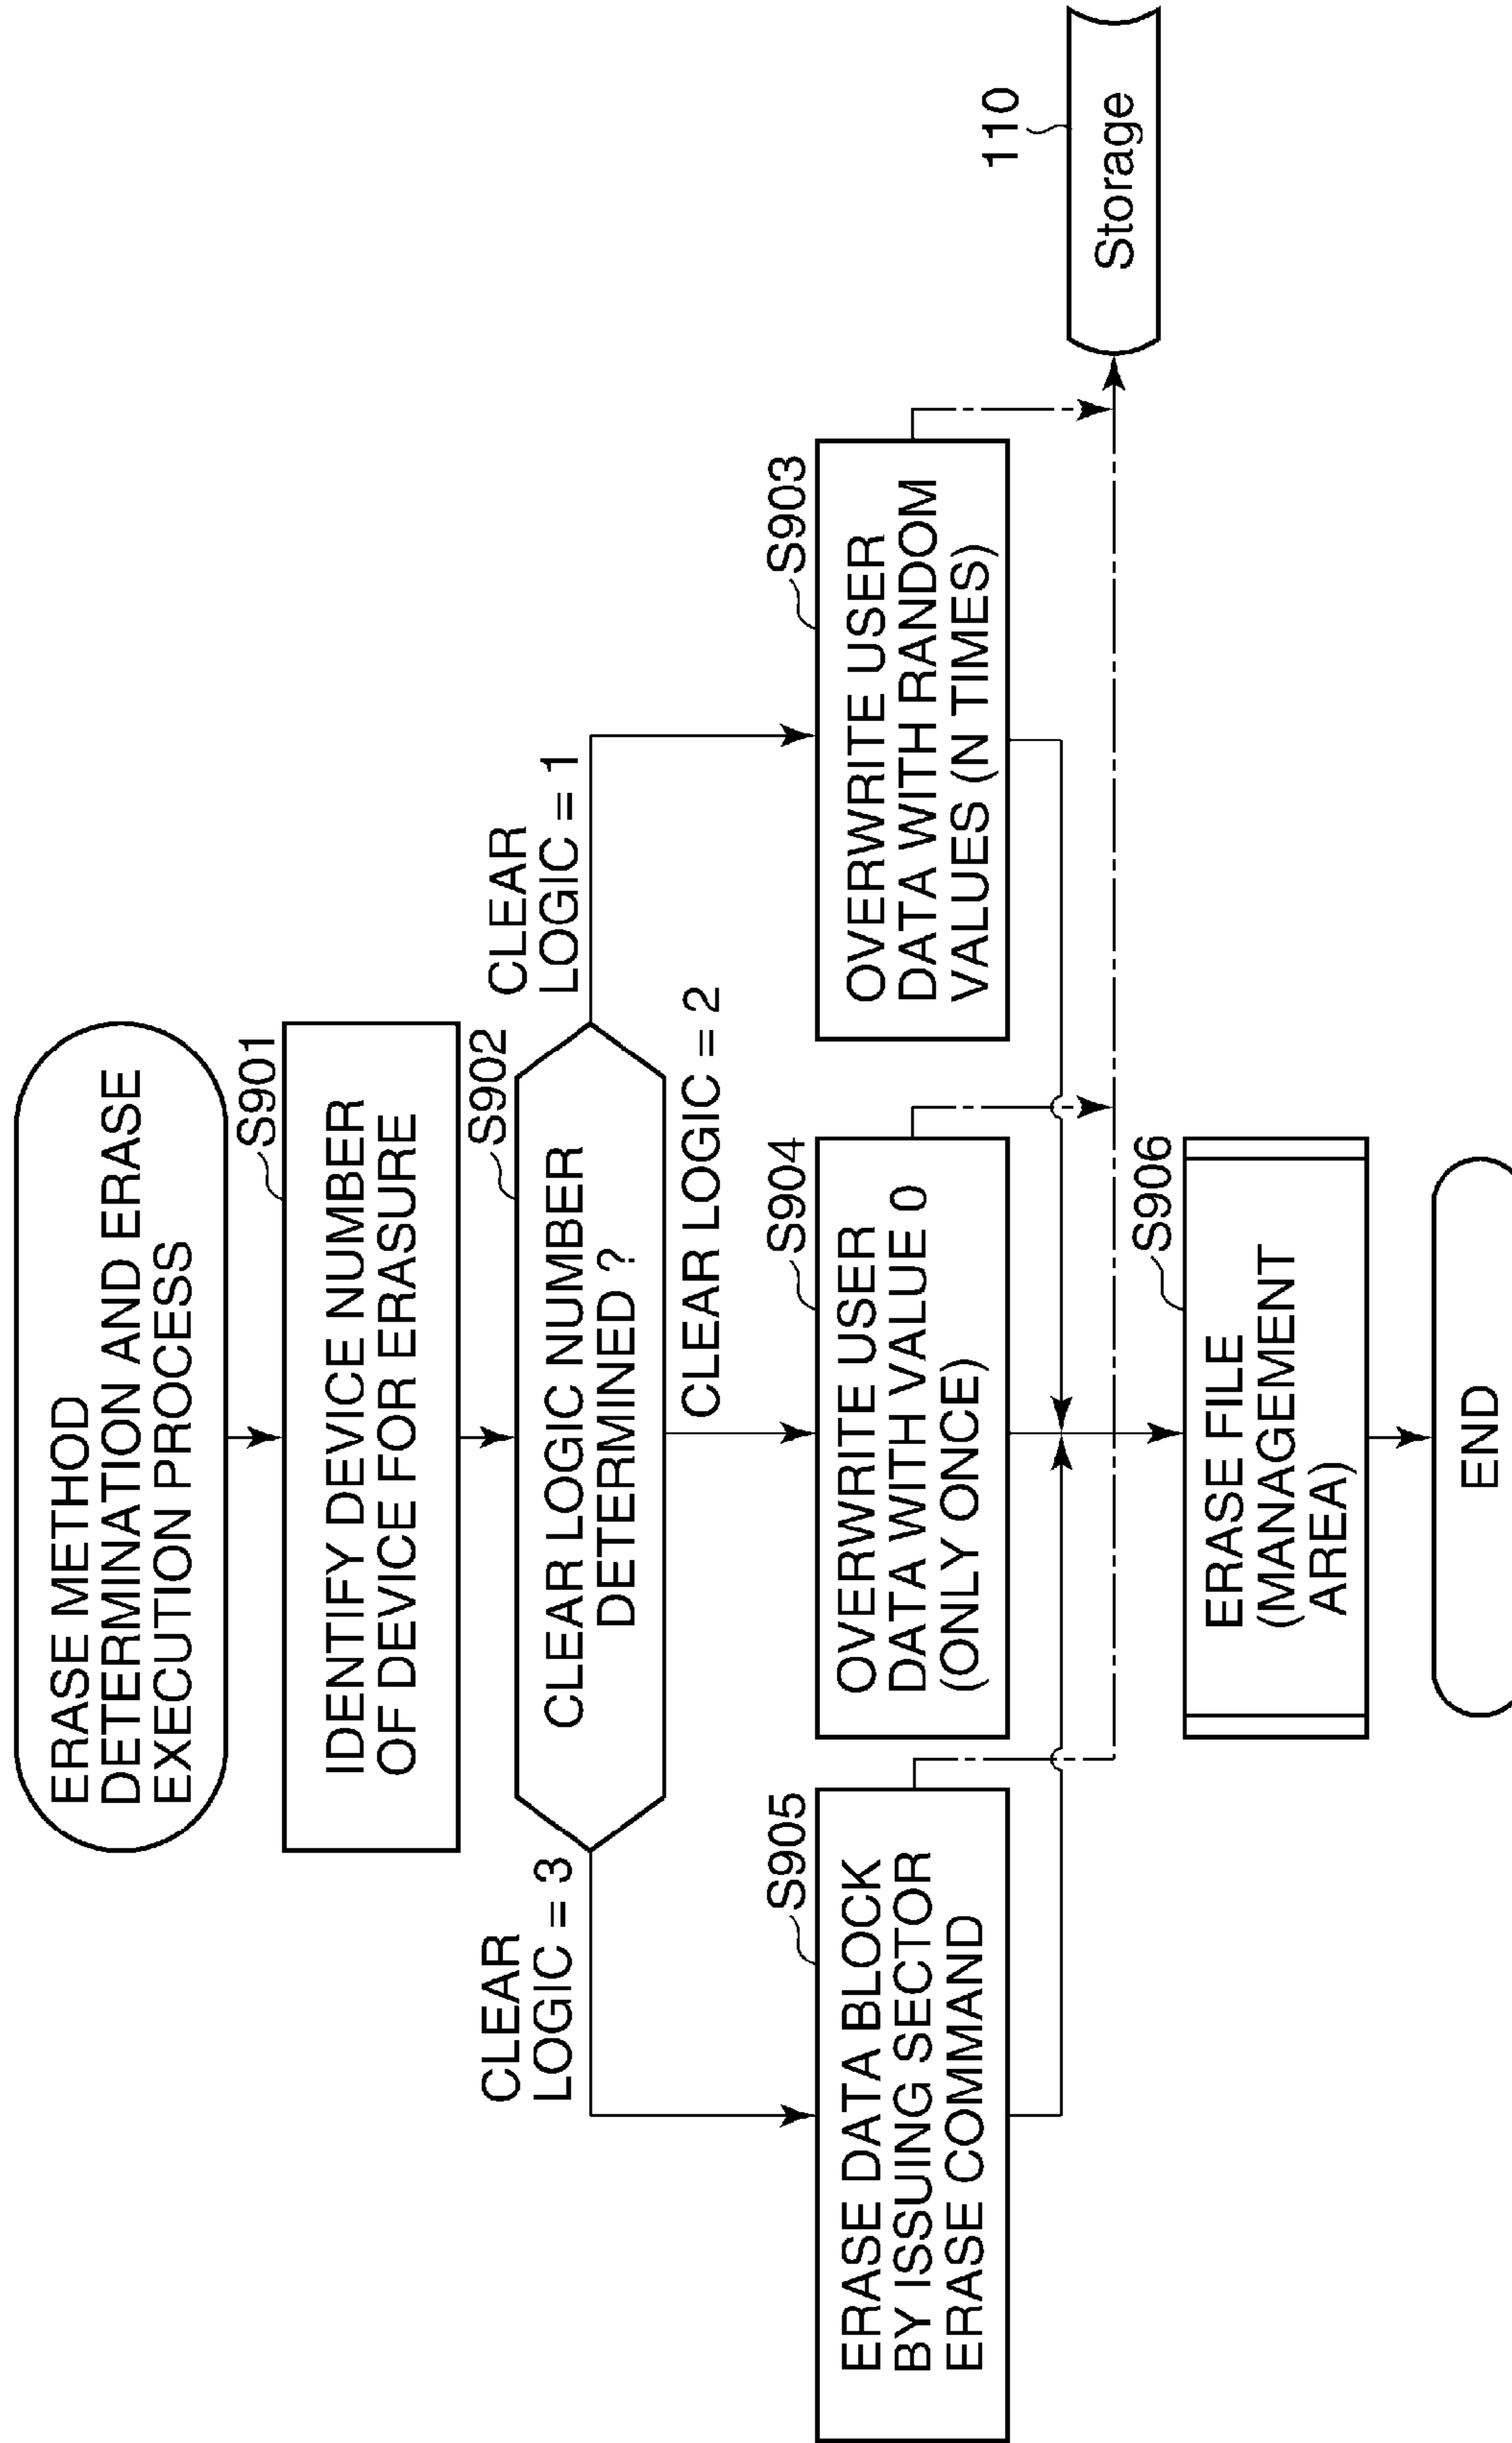 ERASE METHOD
DETERMINATION AND ERASE
EXECUTION PROCESS
S901
IDENTIFY DEVICE NUMBER
OF DEVICE FOR ERASURE
S902
CLEAR LOGIC NUMBER
DETERMINED ?
CLEAR
LOGIC = 3
CLEAR LOGIC = 2
CLEAR
LOGIC = 1
S905
ERASE DATA BLOCK
BY ISSUING SECTOR
ERASE COMMAND
S904
OVERWRITE USER
DATA WITH VALUE 0
(ONLY ONCE)
S903
OVERWRITE USER
DATA WITH RANDOM
VALUES (N TIMES)
110
Storage
S906
ERASE FILE
(MANAGEMENT
AREA)
END